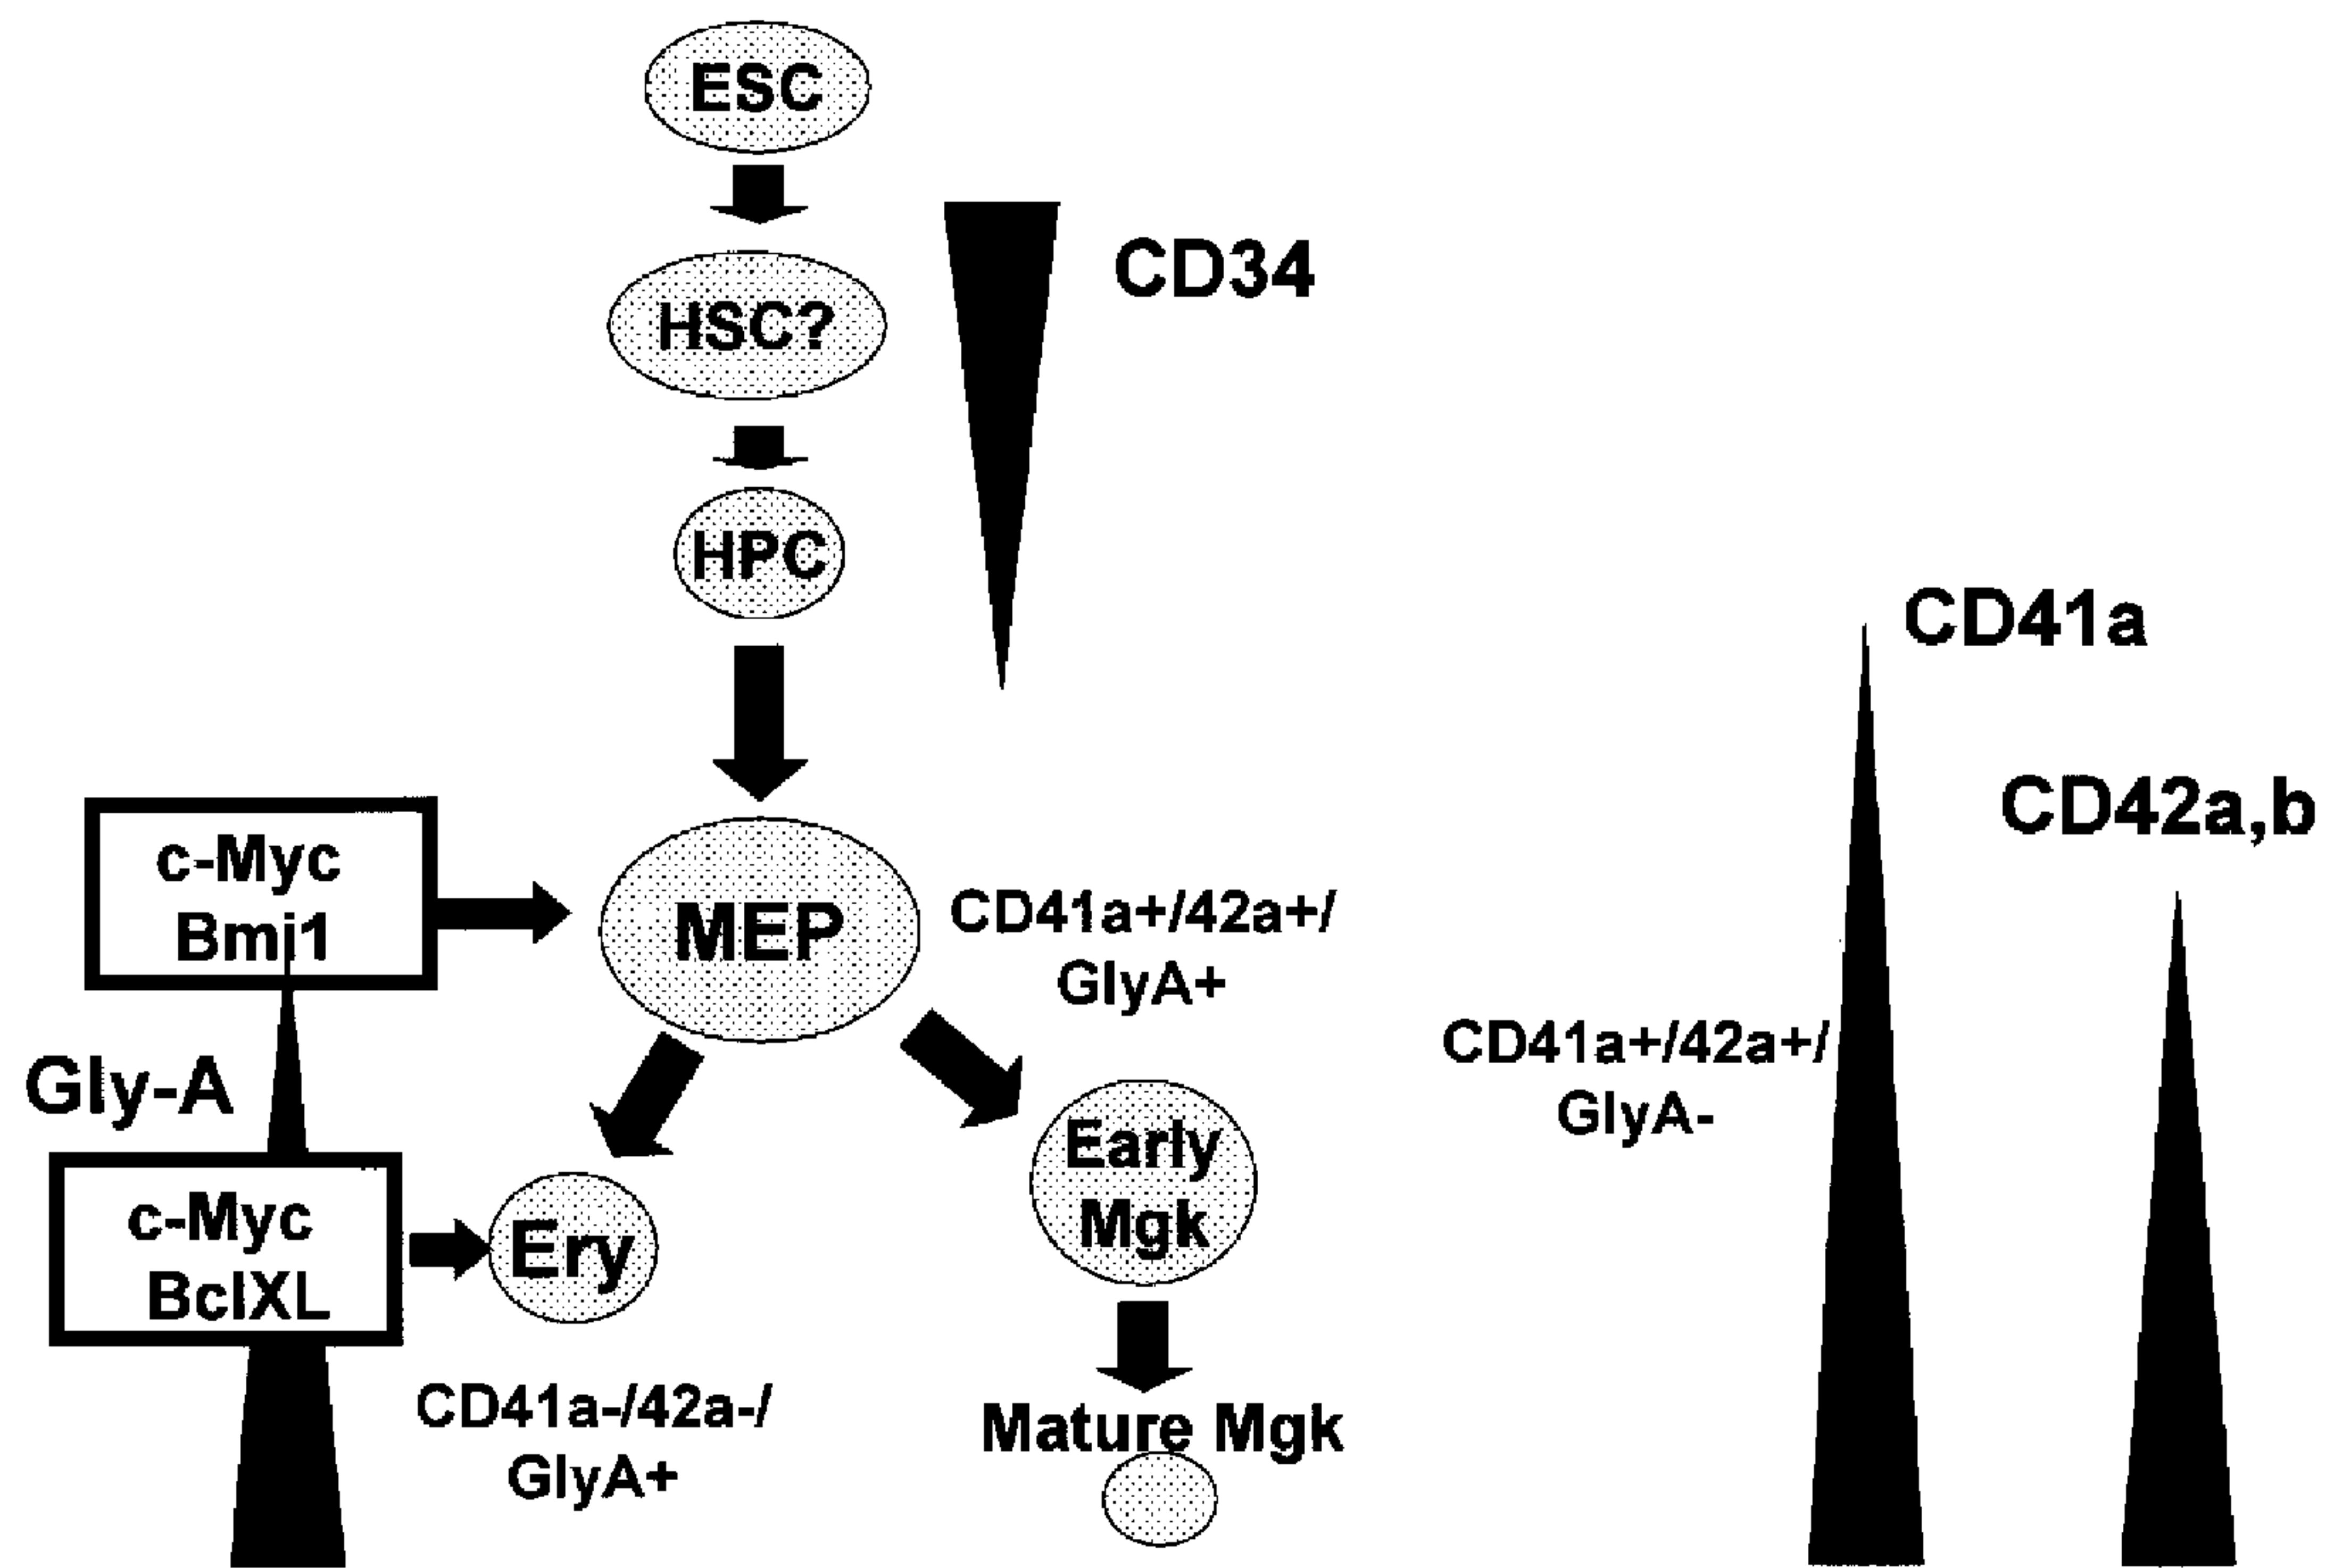 ESC
CD34
HSC?
HPC
CD41a
CD42a,b
c-Myc
Bmi1
MEP
CD41a+/42a+/
GlyA+
CD41a+/42a+/
GlyA-
Gly-A
Early
Mgk
c-Myc
BclXL
Ery
CD41a-/42a-/
GlyA+
Mature Mgk